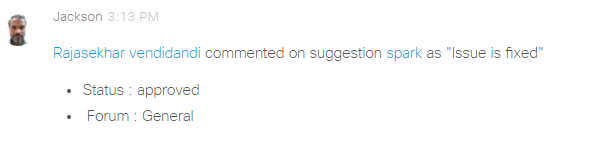 Jackson 3:13 PM
Rajasekhar vendidandi commented on suggestion spark as "Issue is fixed"
• Status : approved
• Forum : General